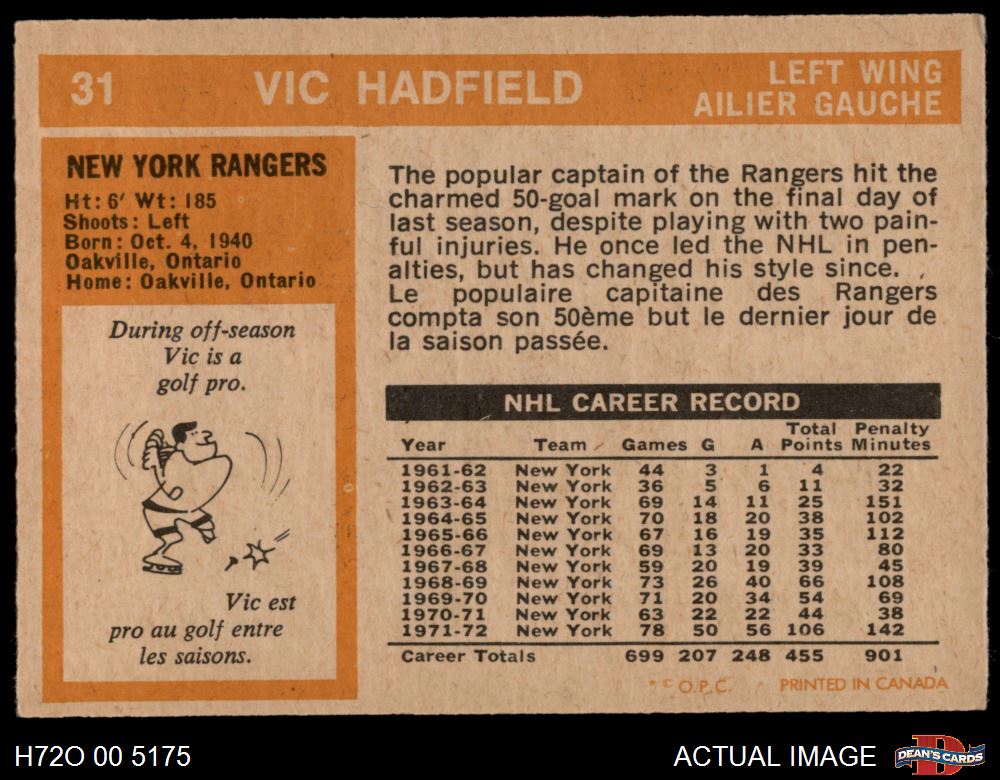 31 VIC HADFIELD LEFT WING
AILIER GAUCHE
NEW YORK RANGERS
Ht: 6' Wt: 185
Shoots: Left
Born: Oct. 4, 1940
Oakville, Ontario
Home: Oakville, Ontario
During off-season
Vic is a
golf pro.
Vic est
pro au golf entre
les saisons.
The popular captain of the Rangers hit the
charmed 50-goal mark on the final day of
last season, despite playing with two pain-
ful injuries. He once led the NHL in pen-
alties, but has changed his style since.
Le populaire capitaine des Rangers
compta son 50ème but le dernier jour de
la saison passée.
NHL CAREER RECORD
Total Penalty
Year Team Games G A Points Minutes
1961-62 New York 44 3 1 4 22
1962-63 New York 36 5 6 11 32
1963-64 New York 69 14 11 25 151
1964-65 New York 70 18 20 38 102
1965-66 New York 67 16 19 35 112
1966-67 New York 69 13 20 33 80
1967-68 New York 59 20 19 39 45
1968-69 New York 73 26 40 66 108
1969-70 New York 71 20 34 54 69
1970-71 New York 63 22 22 44 38
1971-72 New York 78 50 56 106 142
Career Totals 699 207 248 455 901
* © O.P.C. PRINTED IN CANADA
H72O 00 5175 ACTUAL IMAGE DEAN'S CARDS